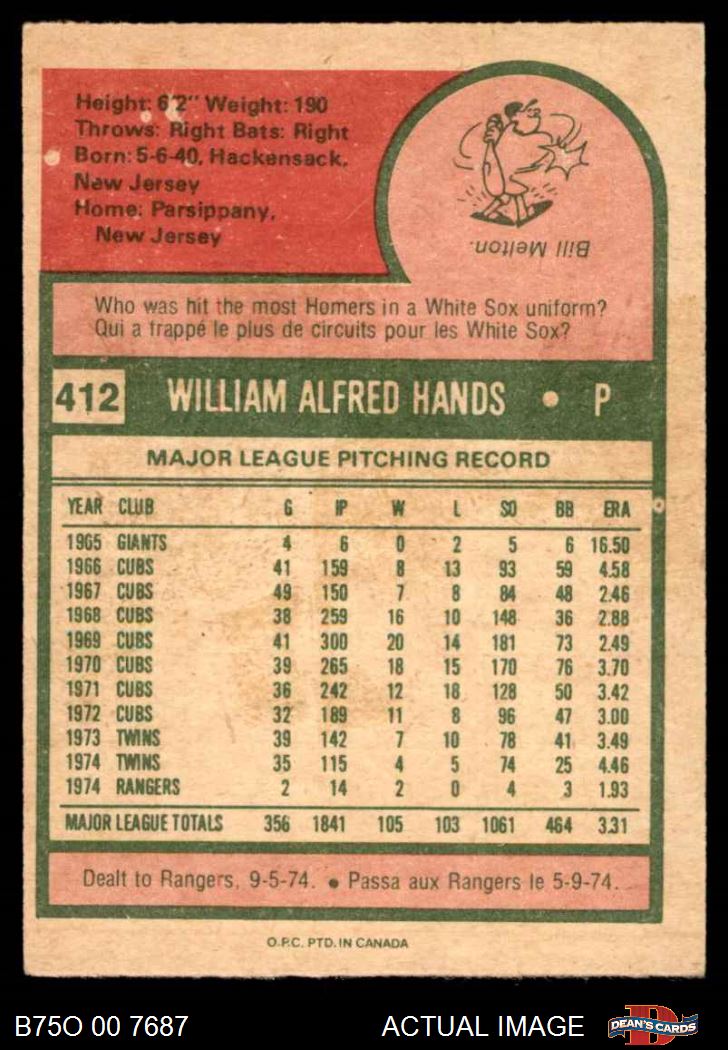 Height: 6'2" Weight: 190
Throws: Right Bats: Right
Born: 5-6-40, Hackensack,
New Jersey
Home: Parsippany,
New Jersey
Bill Melton.
Who was hit the most Homers in a White Sox uniform?
Qui a frappé le plus de circuits pour les White Sox?
412 WILLIAM ALFRED HANDS • P
MAJOR LEAGUE PITCHING RECORD
YEAR CLUB G IP W L SO BB ERA
1965 GIANTS 4 6 0 2 5 6 16.50
1966 CUBS 41 159 8 13 93 59 4.58
1967 CUBS 49 150 7 8 84 48 2.46
1968 CUBS 38 259 16 10 148 36 2.88
1969 CUBS 41 300 20 14 181 73 2.49
1970 CUBS 39 265 18 15 170 76 3.70
1971 CUBS 36 242 12 18 128 50 3.42
1972 CUBS 32 189 11 8 96 47 3.00
1973 TWINS 39 142 7 10 78 41 3.49
1974 TWINS 35 115 4 5 74 25 4.46
1974 RANGERS 2 14 2 0 4 3 1.93
MAJOR LEAGUE TOTALS 356 1841 105 103 1061 464 3.31
Dealt to Rangers, 9-5-74. • Passa aux Rangers le 5-9-74.
O.P.C. PTD. IN CANADA
B75O 00 7687 ACTUAL IMAGE D DEAN'S CARDS